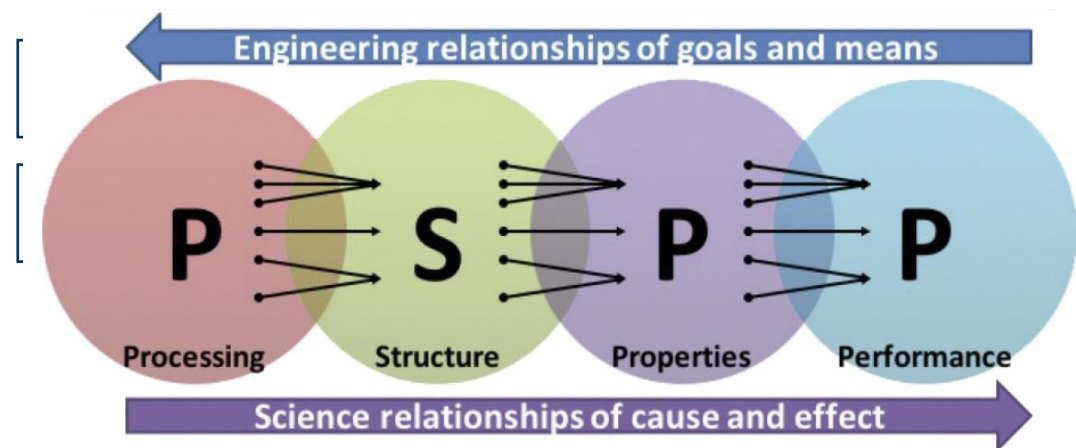 Engineering relationships of goals and means
P S P P
Processing Structure Properties Performance
Science relationships of cause and effect